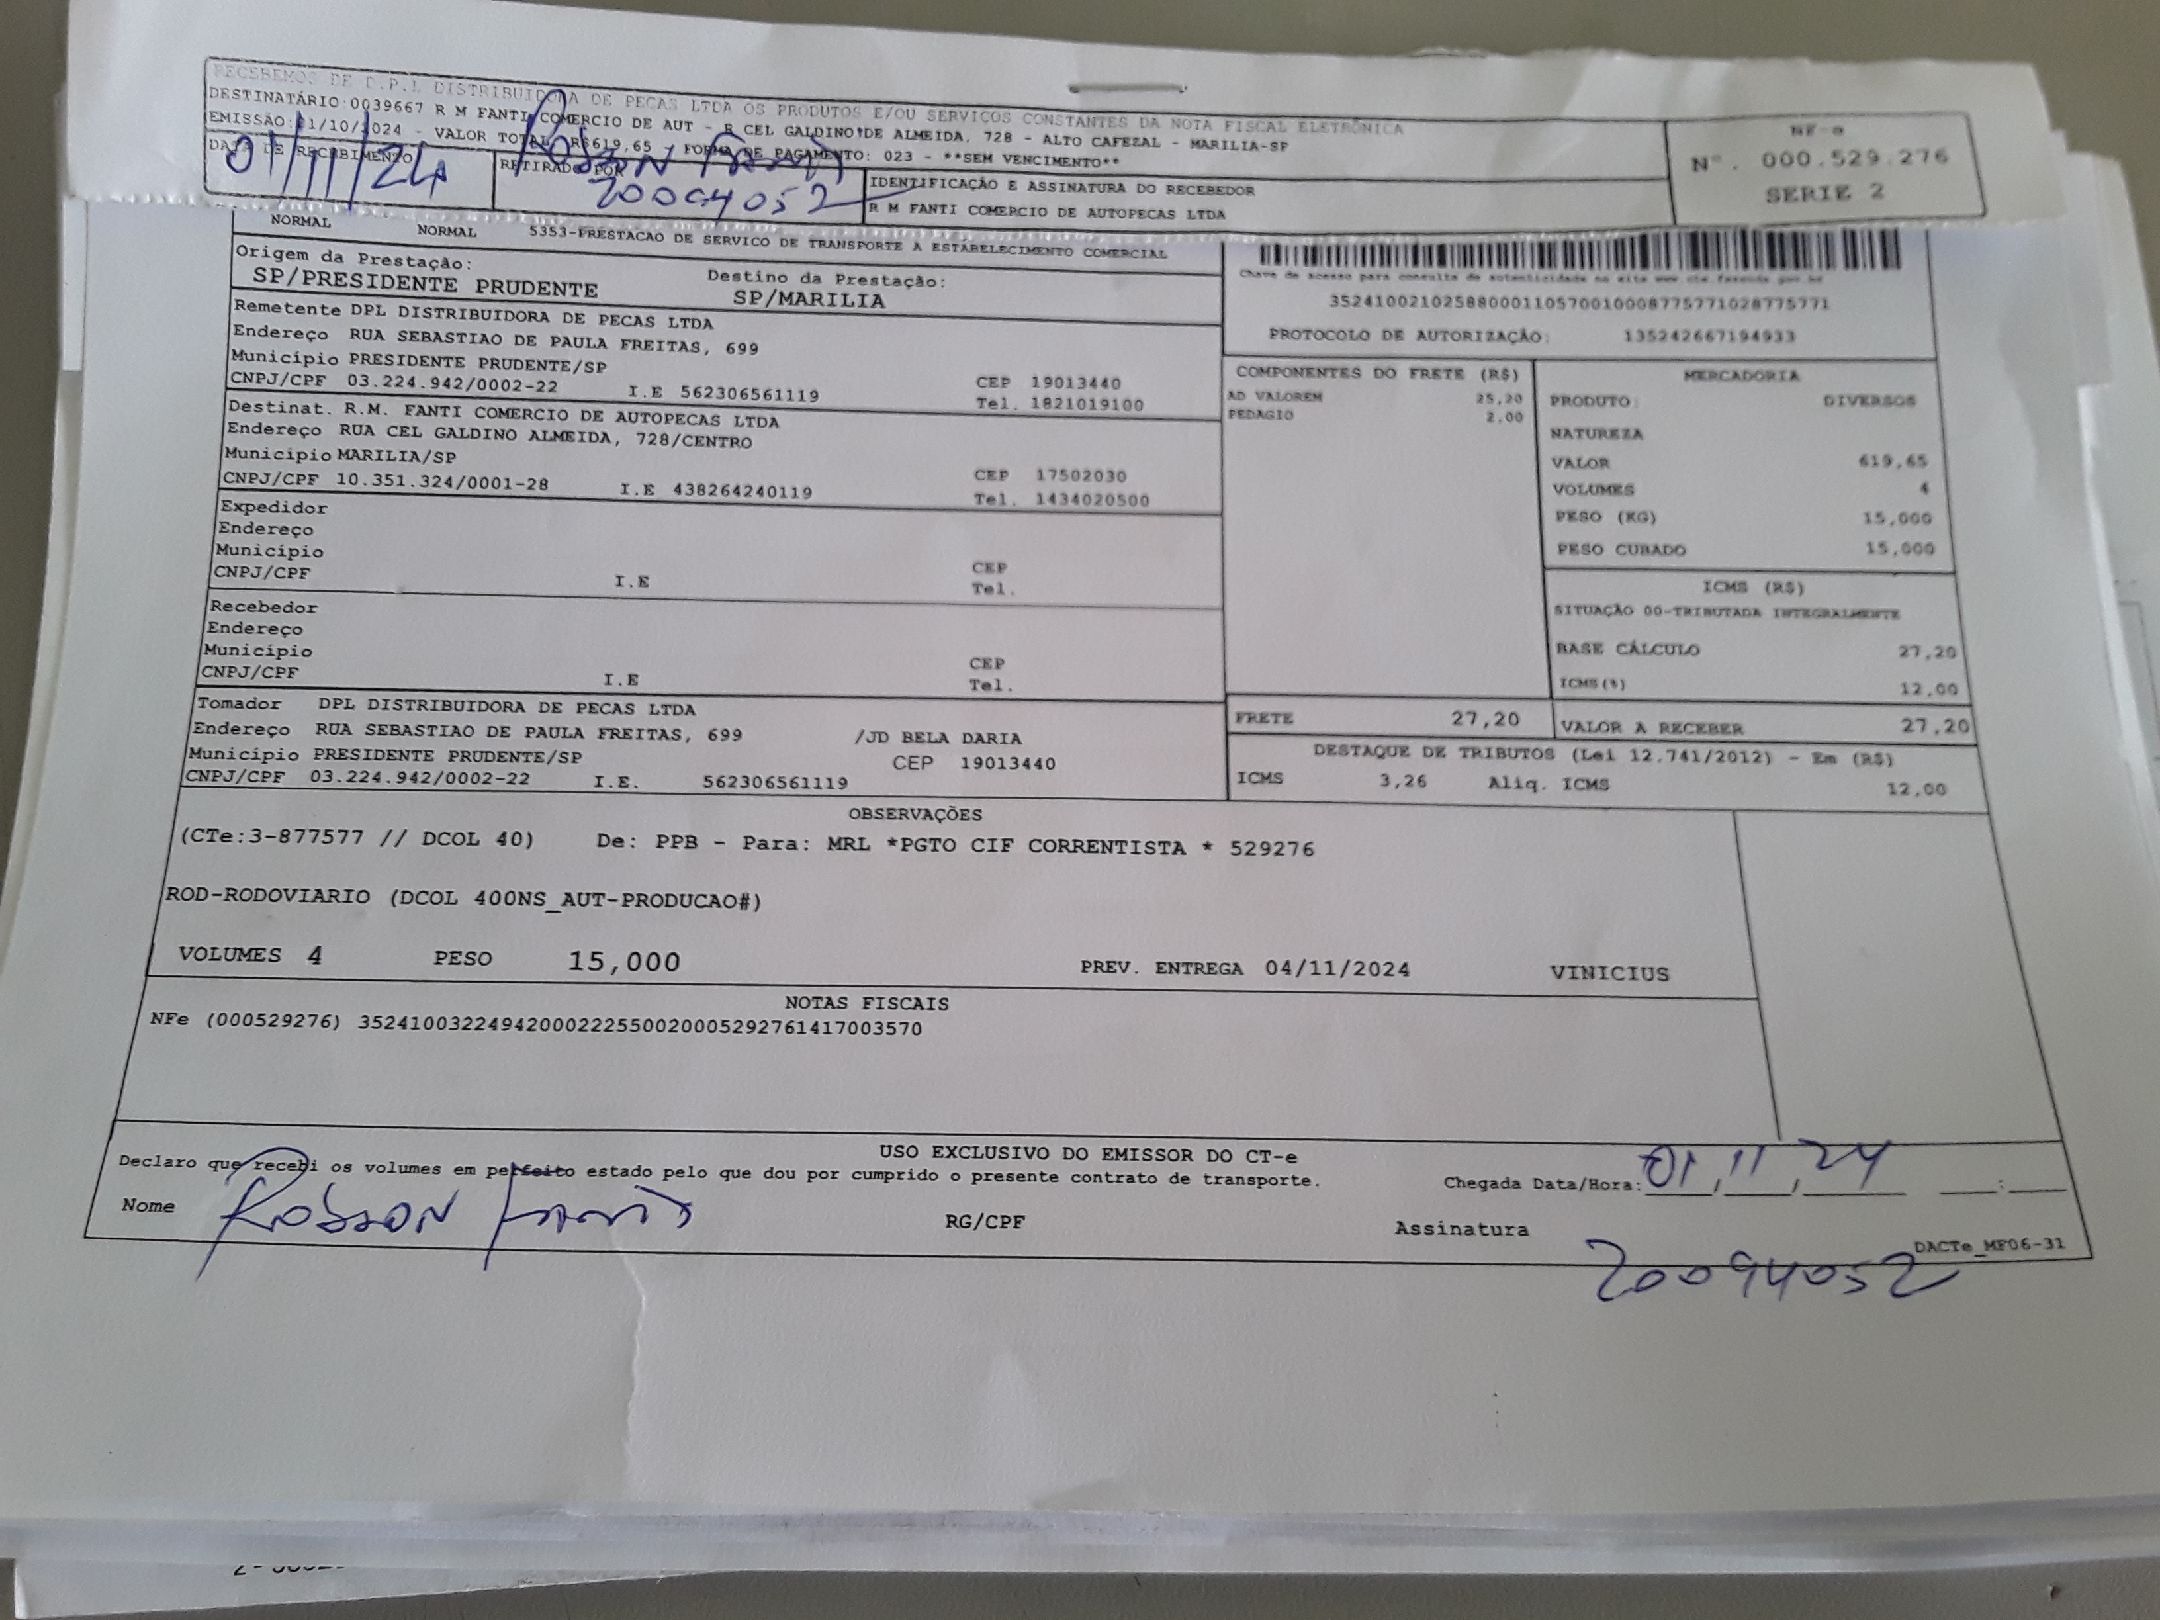 RECEBEMOS DE D.P.L DISTRIBUIDORA DE PECAS LTDA OS PRODUTOS E/OU SERVIÇOS CONSTANTES DA NOTA FISCAL ELETRÔNICA
DESTINATÁRIO:0039667 R M FANTI COMERCIO DE AUT - R CEL GALDINO DE ALMEIDA, 728 - ALTO CAFEZAL - MARILIA-SP
EMISSÃO:31/10/2024 - VALOR TOTAL R$619,65 - FORMA DE PAGAMENTO: 023 - **SEM VENCIMENTO**
DATA DE RECEBIMENTO
01/11/24
RETIRADO POR
20094052
IDENTIFICAÇÃO E ASSINATURA DO RECEBEDOR
R M FANTI COMERCIO DE AUTOPECAS LTDA
NF-e
Nº. 000.529.276
SERIE 2
NORMAL NORMAL 5353-PRESTACAO DE SERVICO DE TRANSPORTE A ESTABELECIMENTO COMERCIAL
Origem da Prestação: Destino da Prestação:
SP/PRESIDENTE PRUDENTE SP/MARILIA
Chave de acesso para consulta de autenticidade no site www.cte.fazenda.gov.br
35241002102588000110570010008775771028775771
PROTOCOLO DE AUTORIZAÇÃO: 135242667194933
Remetente DPL DISTRIBUIDORA DE PECAS LTDA
Endereço RUA SEBASTIAO DE PAULA FREITAS, 699
Município PRESIDENTE PRUDENTE/SP CEP 19013440
CNPJ/CPF 03.224.942/0002-22 I.E 562306561119 Tel. 1821019100
Destinat. R.M. FANTI COMERCIO DE AUTOPECAS LTDA
Endereço RUA CEL GALDINO ALMEIDA, 728/CENTRO
Município MARILIA/SP CEP 17502030
CNPJ/CPF 10.351.324/0001-28 I.E 438264240119 Tel. 1434020500
Expedidor
Endereço
Município CEP
CNPJ/CPF I.E Tel.
Recebedor
Endereço
Município CEP
CNPJ/CPF I.E Tel.
Tomador DPL DISTRIBUIDORA DE PECAS LTDA
Endereço RUA SEBASTIAO DE PAULA FREITAS, 699 /JD BELA DARIA
Município PRESIDENTE PRUDENTE/SP CEP 19013440
CNPJ/CPF 03.224.942/0002-22 I.E. 562306561119
COMPONENTES DO FRETE (R$)
AD VALOREM 25,20
PEDAGIO 2,00
MERCADORIA
PRODUTO: DIVERSOS
NATUREZA
VALOR 619,65
VOLUMES 4
PESO (KG) 15,000
PESO CUBADO 15,000
ICMS (R$)
SITUAÇÃO 00-TRIBUTADA INTEGRALMENTE
BASE CÁLCULO 27,20
ICMS(%) 12,00
FRETE 27,20 VALOR A RECEBER 27,20
DESTAQUE DE TRIBUTOS (Lei 12.741/2012) - Em (R$)
ICMS 3,26 Aliq. ICMS 12,00
OBSERVAÇÕES
(CTe:3-877577 // DCOL 40) De: PPB - Para: MRL *PGTO CIF CORRENTISTA * 529276
ROD-RODOVIARIO (DCOL 400NS_AUT-PRODUCAO#)
VOLUMES 4 PESO 15,000 PREV. ENTREGA 04/11/2024 VINICIUS
NOTAS FISCAIS
NFe (000529276) 35241003224942000222550020005292761417003570
USO EXCLUSIVO DO EMISSOR DO CT-e
Declaro que recebi os volumes em perfeito estado pelo que dou por cumprido o presente contrato de transporte.
Chegada Data/Hora: 01/11/24 __:__
Nome Robson RG/CPF Assinatura
20094052
DACTe_MF06-31